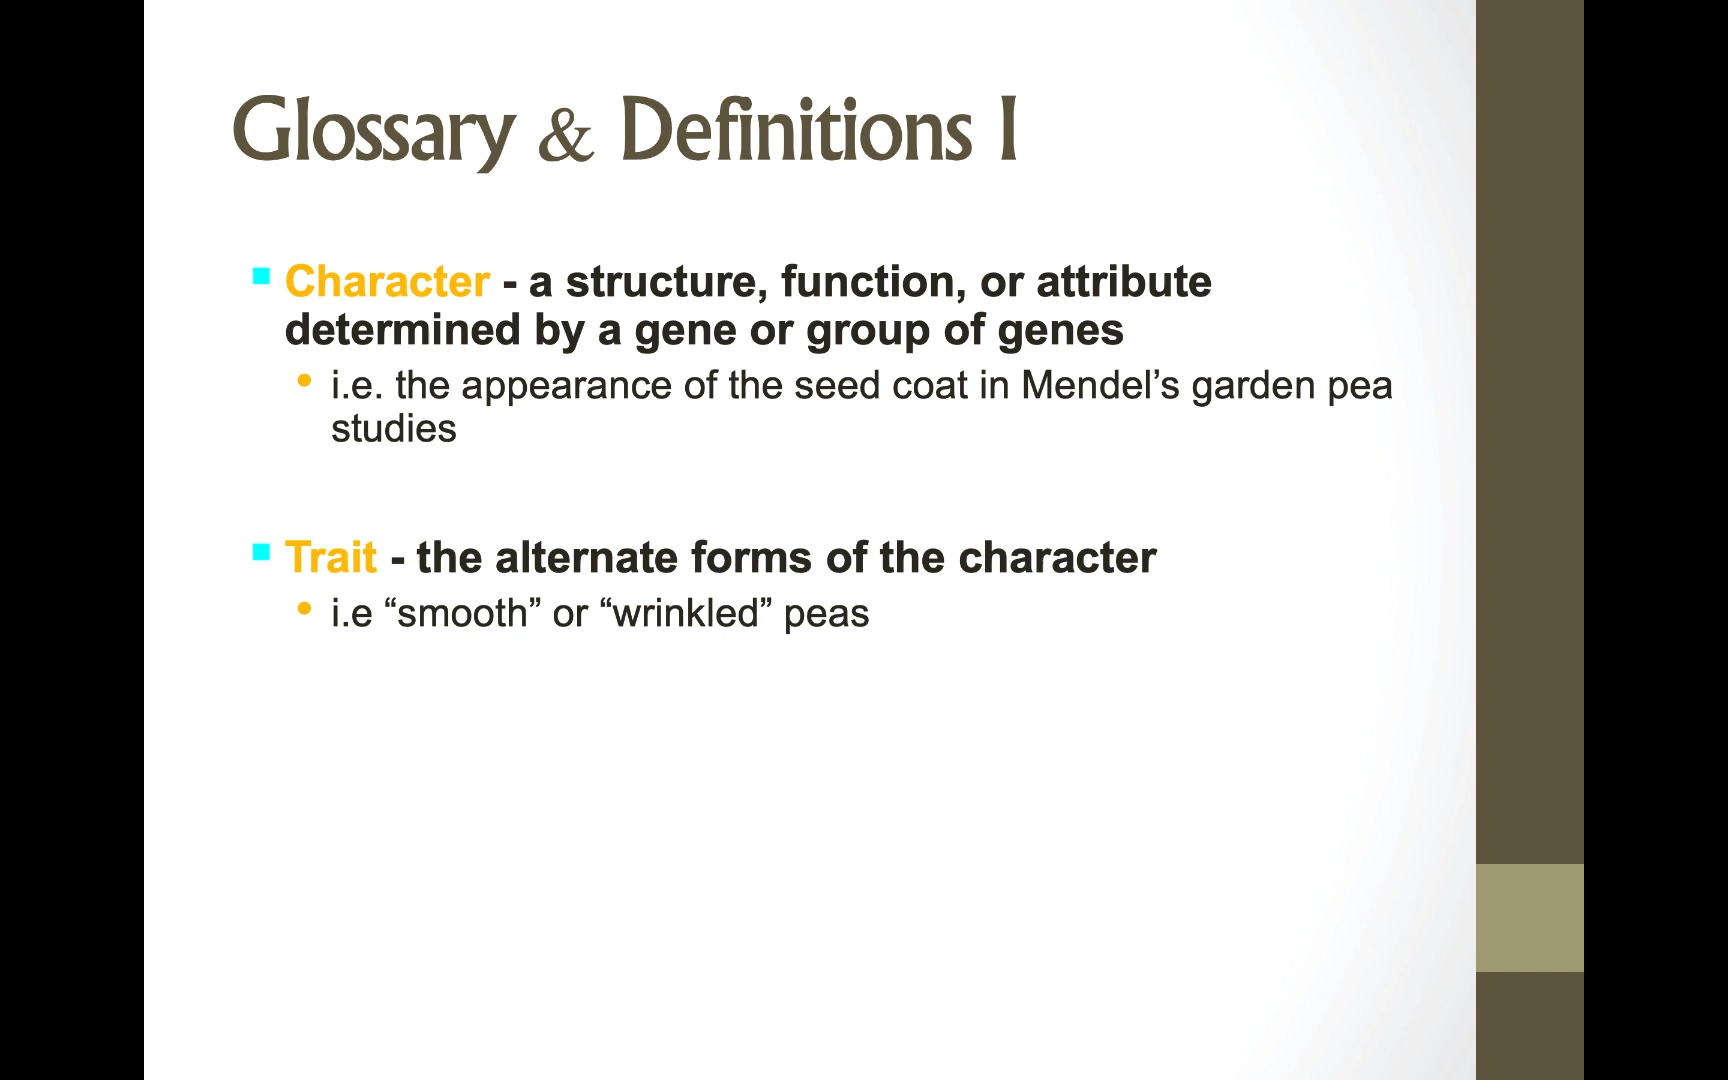 Glossary & Definitions I
Character - a structure, function, or attribute
determined by a gene or group of genes
i.e. the appearance of the seed coat in Mendel’s garden pea
studies
Trait - the alternate forms of the character
i.e “smooth” or “wrinkled” peas